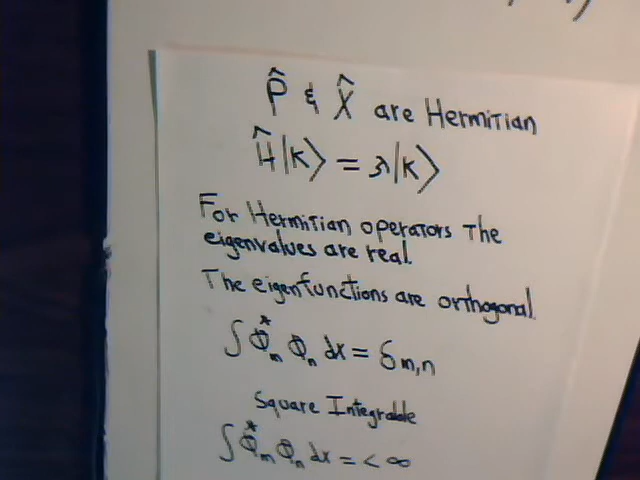 P̂ & X̂ are Hermitian
Ĥ|K⟩ = λ|K⟩
For Hermitian operators The
eigenvalues are real.
The eigenfunctions are orthogonal.
∫Φ*ₘ Φₙ dx = δm,n
Square Integrable
∫Φ*ₘ Φₙ dx = < ∞